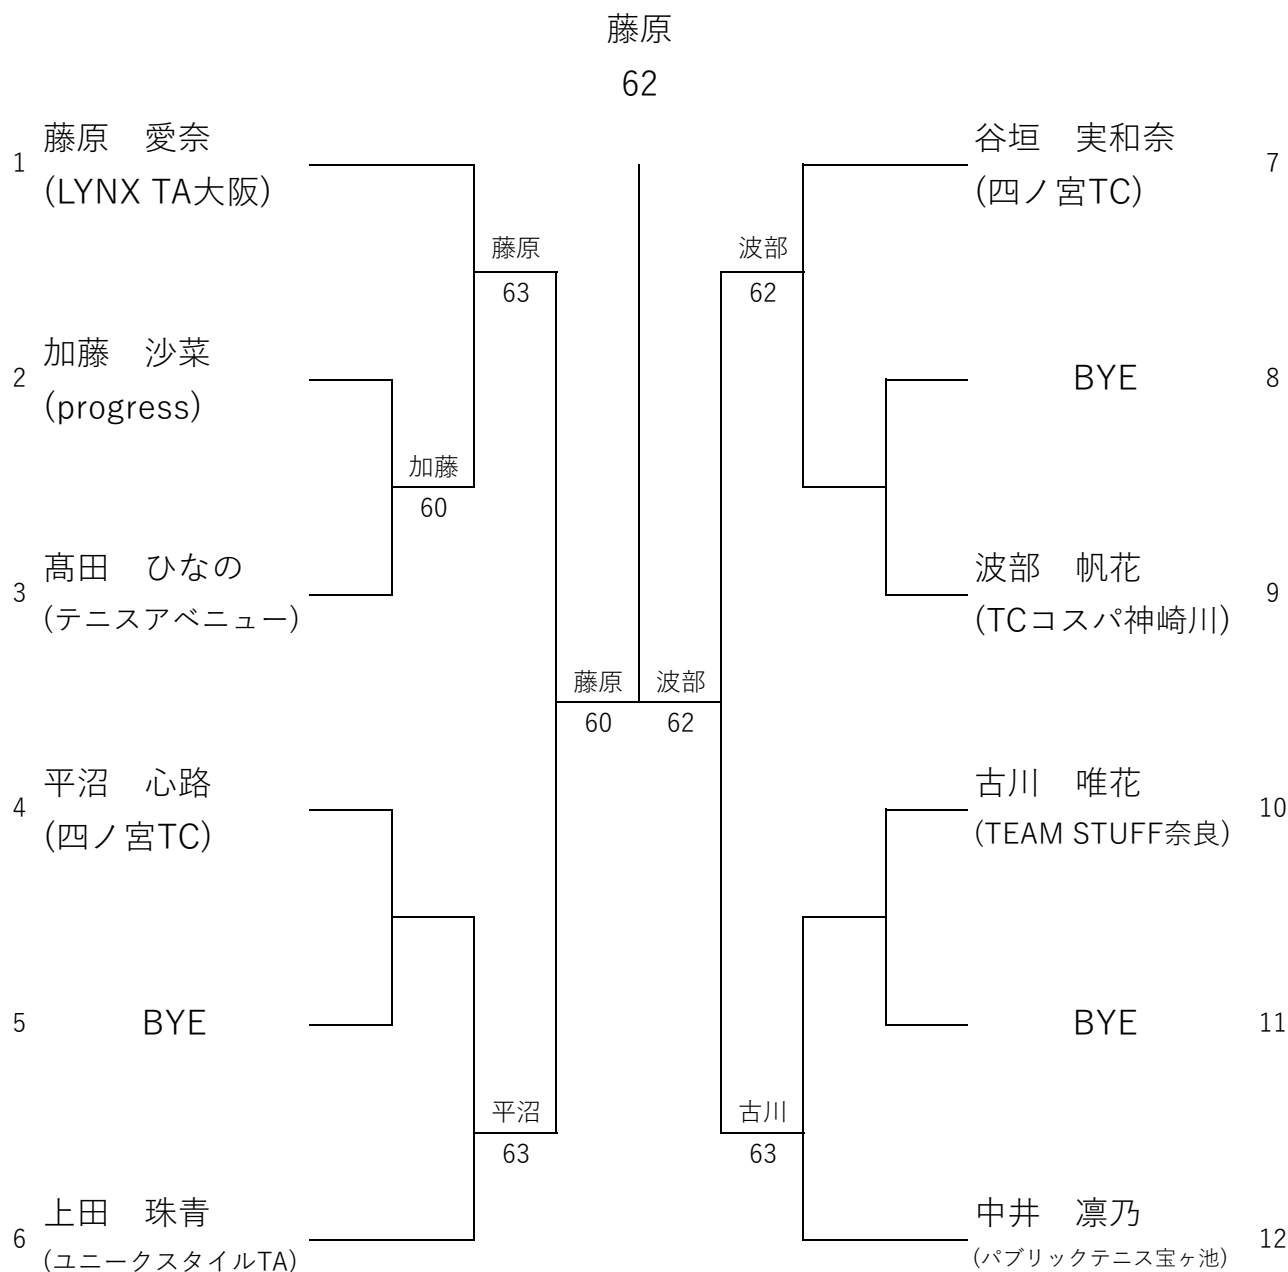 藤原
62
1
藤原　愛奈
(LYNX TA大阪)
2
加藤　沙菜
(progress)
3
髙田　ひなの
(テニスアベニュー)
4
平沼　心路
(四ノ宮TC)
5
BYE
6
上田　珠青
(ユニークスタイルTA)
藤原
63
加藤
60
平沼
63
藤原
60
波部
62
波部
62
古川
63
谷垣　実和奈
(四ノ宮TC)
7
BYE
8
波部　帆花
(TCコスパ神崎川)
9
古川　唯花
(TEAM STUFF奈良)
10
BYE
11
中井　凛乃
(パブリックテニス宝ヶ池)
12